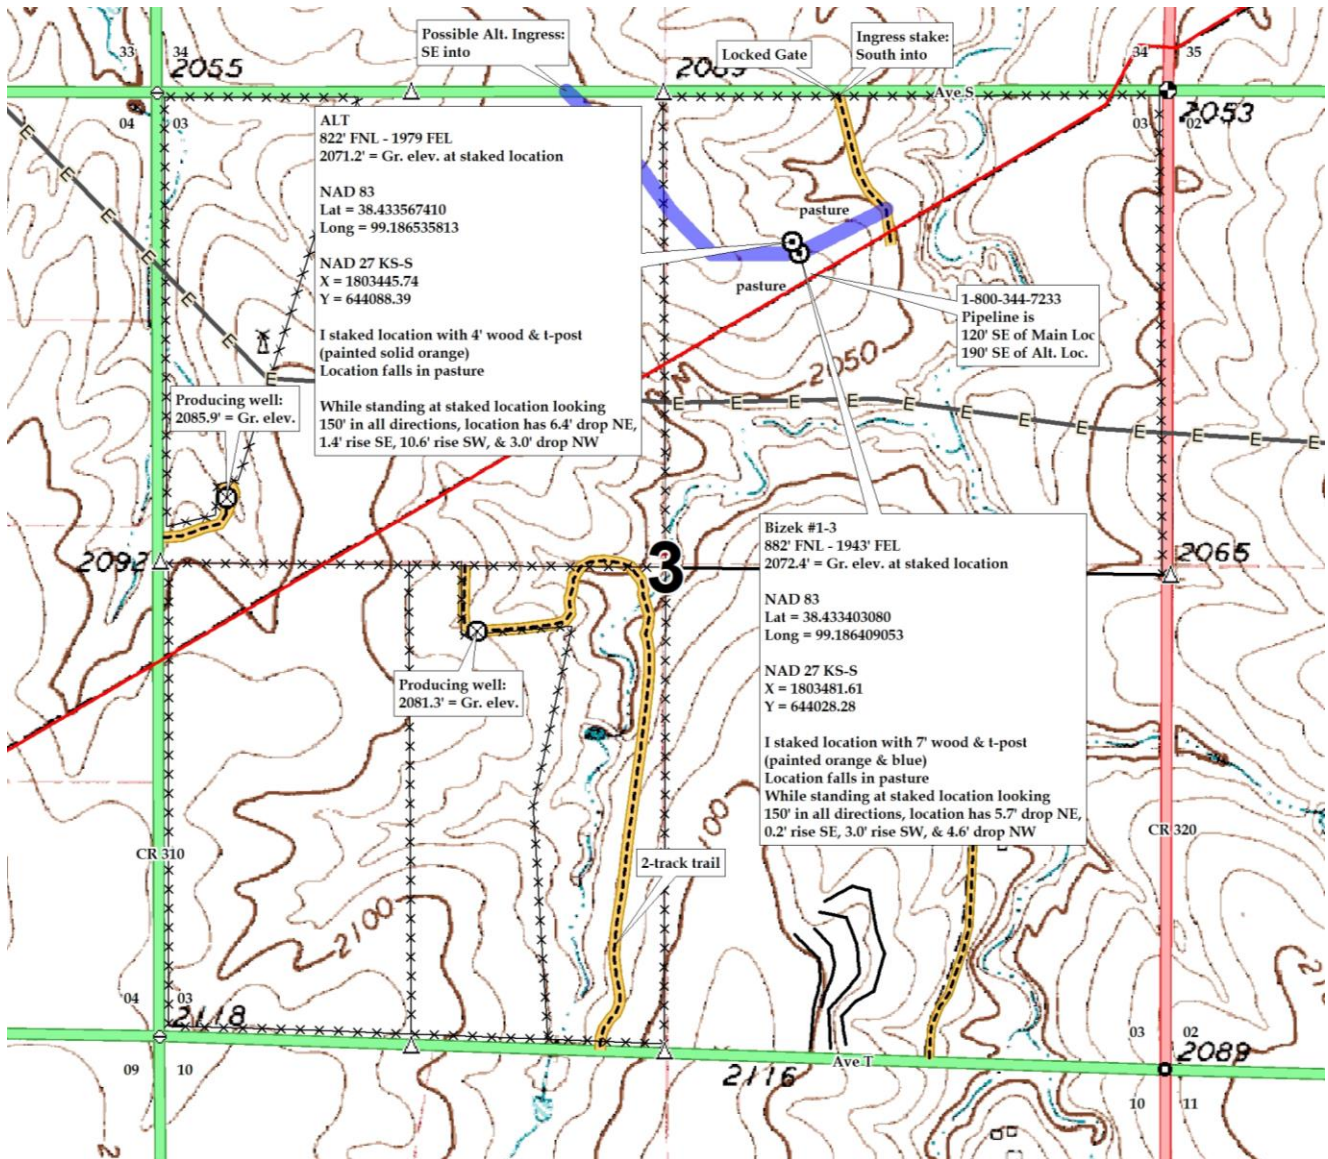 Possible Alt. Ingress:
SE into
Locked Gate
Ingress stake:
South into
33
34
2055
34
35
Ave S
04
03
03
02
2053
ALT
822' FNL - 1979 FEL
2071.2' = Gr. elev. at staked location
NAD 83
Lat = 38.433567410
Long = 99.186535813
NAD 27 KS-S
X = 1803445.74
Y = 644088.39
I staked location with 4' wood & t-post
(painted solid orange)
Location falls in pasture
While standing at staked location looking
150' in all directions, location has 6.4' drop NE,
1.4' rise SE, 10.6' rise SW, & 3.0' drop NW
E
E
E
E
E
E
E
pasture
pasture
1-800-344-7233
Pipeline is
120' SE of Main Loc
190' SE of Alt. Loc.
2050
E
E
E
E
E
E
E
E
E
E
E
E
Producing well:
2085.9' = Gr. elev.
2092
3
2065
Bizek #1-3
882' FNL - 1943' FEL
2072.4' = Gr. elev. at staked location
NAD 83
Lat = 38.433403080
Long = 99.186409053
NAD 27 KS-S
X = 1803481.61
Y = 644028.28
I staked location with 7' wood & t-post
(painted orange & blue)
Location falls in pasture
While standing at staked location looking
150' in all directions, location has 5.7' drop NE,
0.2' rise SE, 3.0' rise SW, & 4.6' drop NW
Producing well:
2081.3' = Gr. elev.
2100
CR 310
CR 320
2-track trail
2100
04
03
2118
03
02
2089
Ave T
2116
09
10
10
11